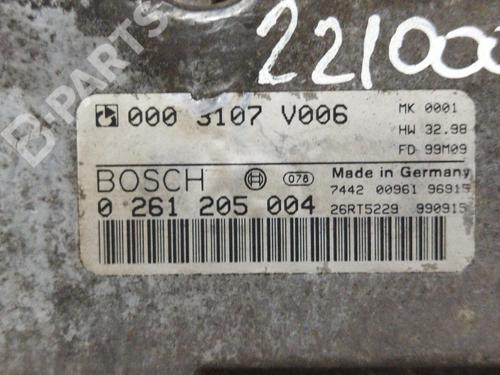 221000
B-PARTS
000 3107 V006
MK 0001
HW 32.98
FD 99M09
BOSCH
078
Made in Germany
7442 00961 96915
0 261 205 004
26RT5229 990915